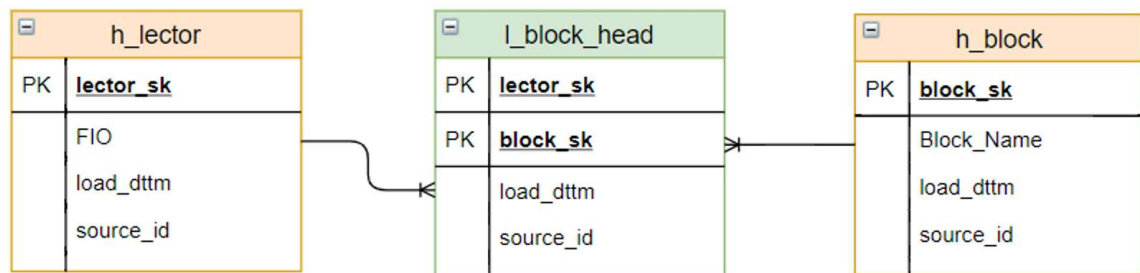 h_lector
PK lector_sk
FIO
load_dttm
source_id
l_block_head
PK lector_sk
PK block_sk
load_dttm
source_id
h_block
PK block_sk
Block_Name
load_dttm
source_id